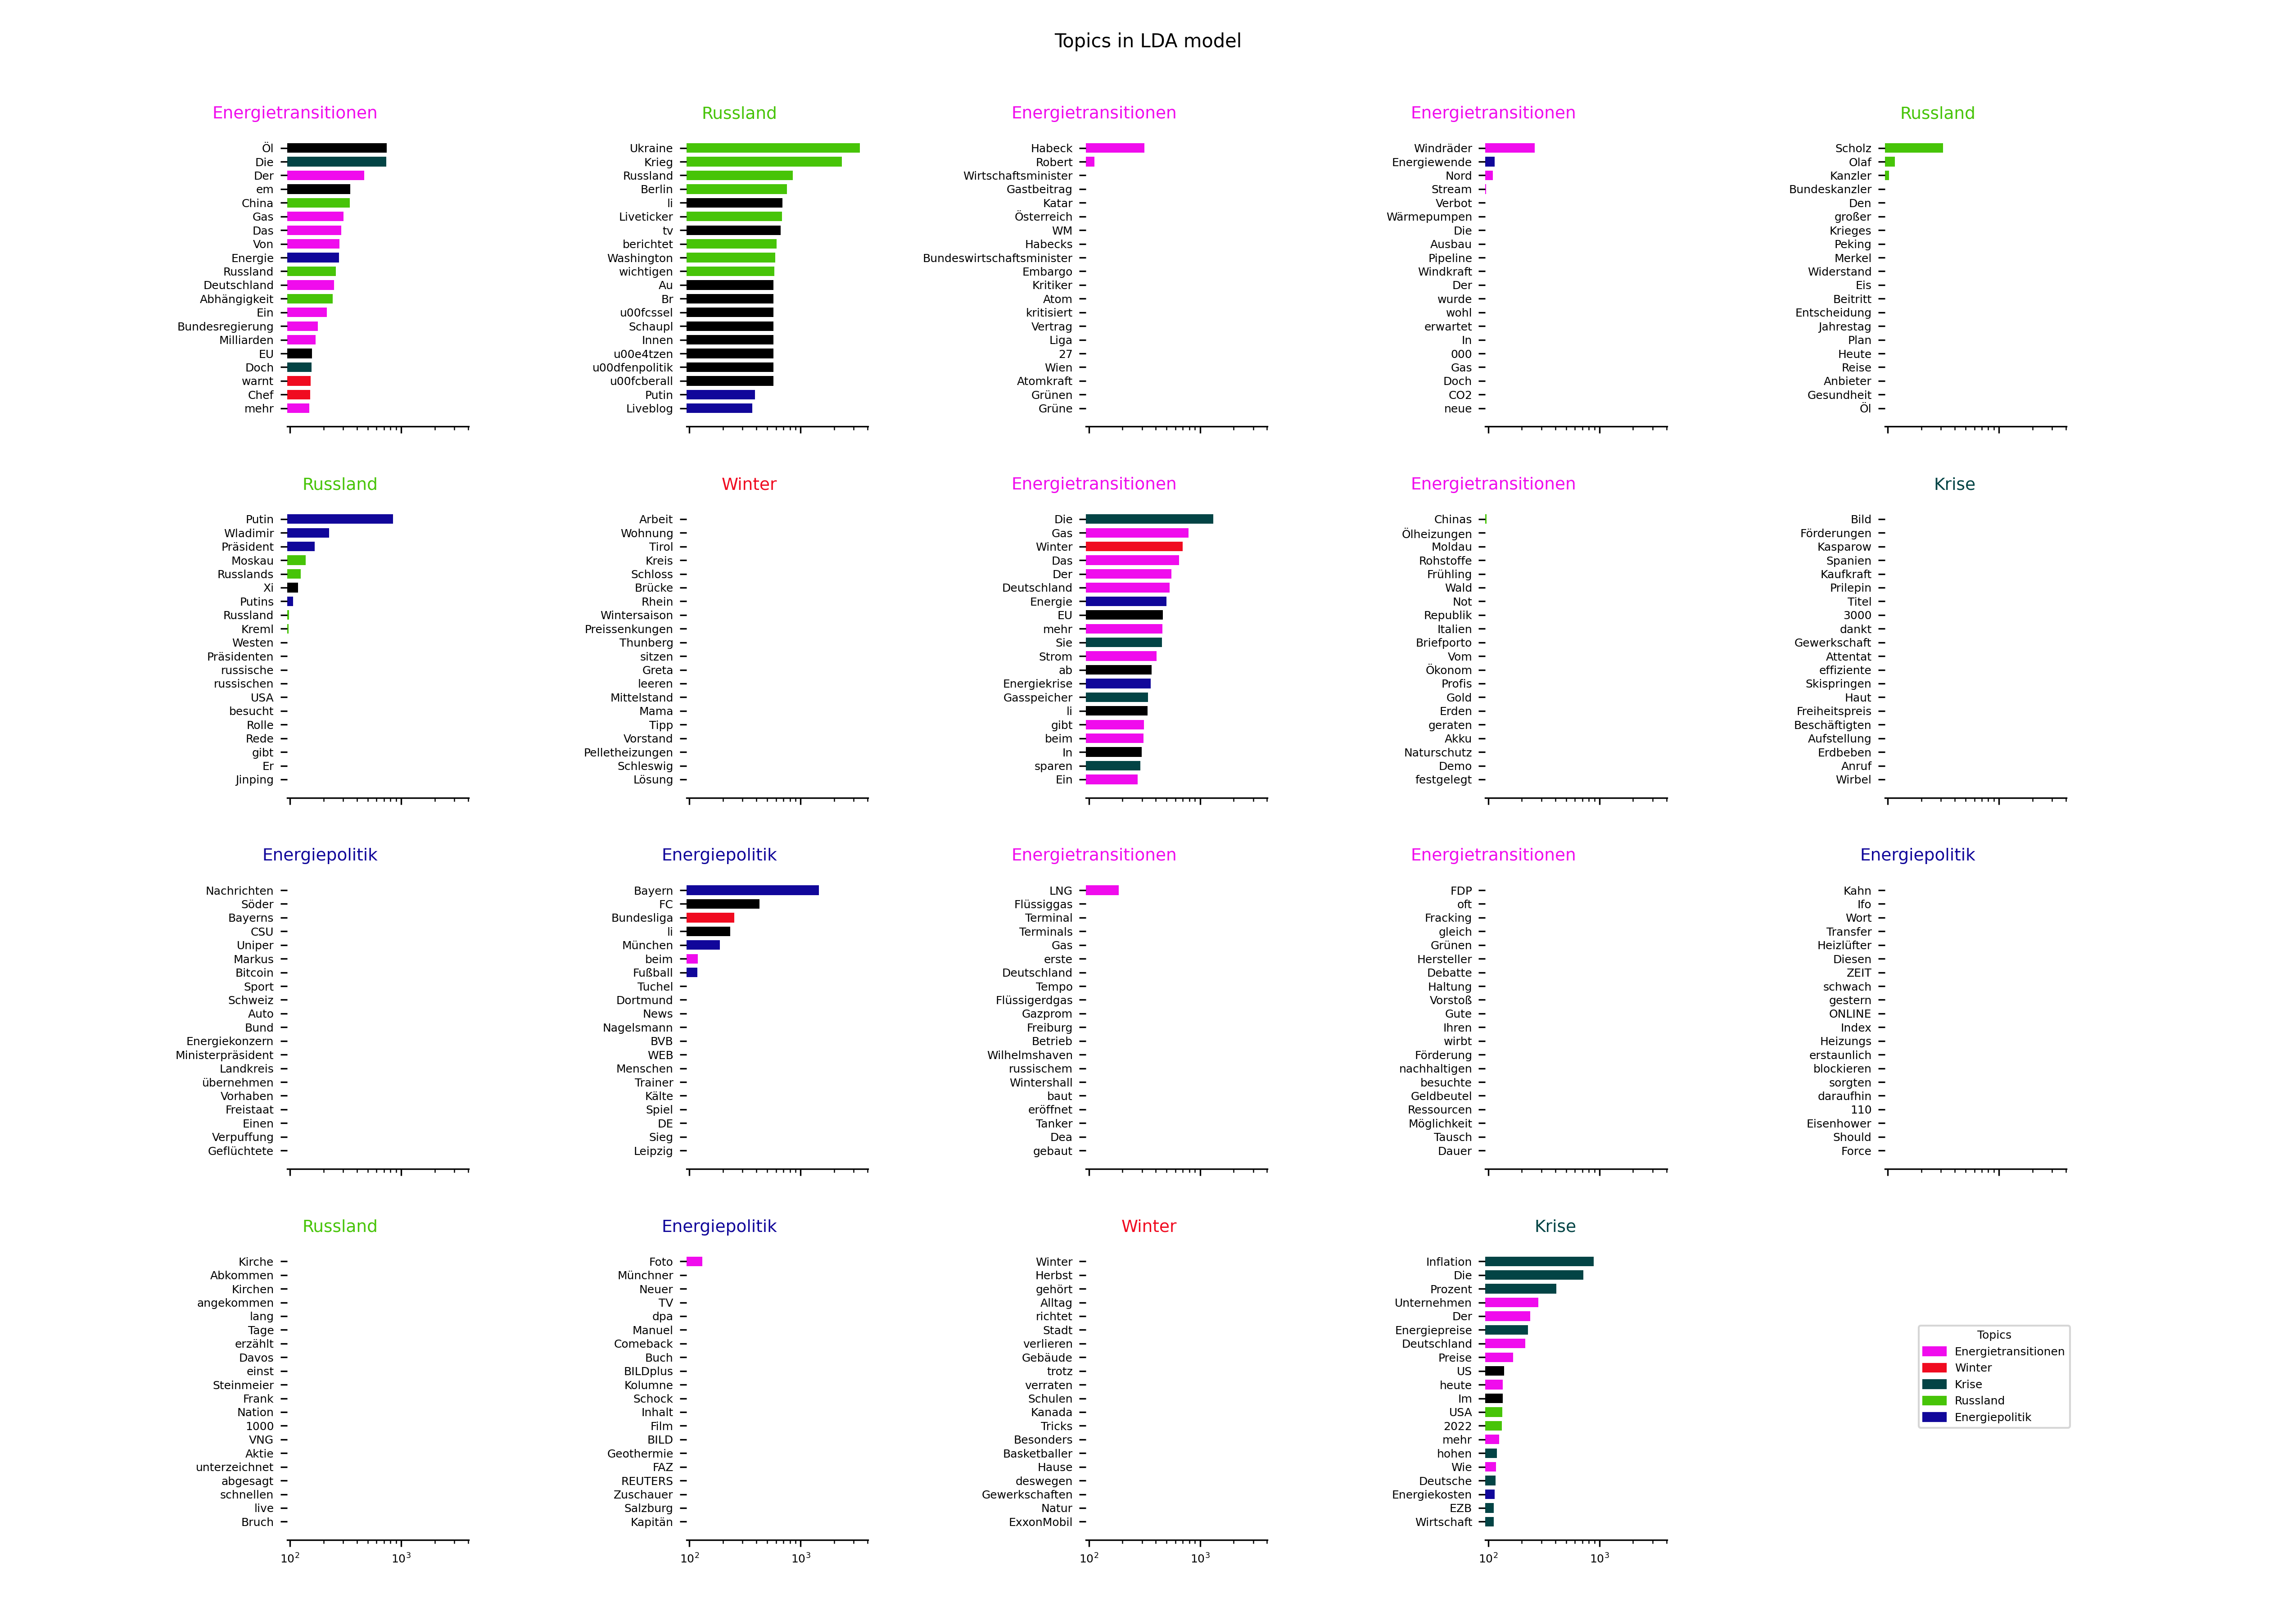 Topics in LDA model
Energietransitionen
Öl
Die
Der
em
China
Gas
Das
Von
Energie
Russland
Deutschland
Abhängigkeit
Ein
Bundesregierung
Milliarden
EU
Doch
warnt
Chef
mehr
Russland
Ukraine
Krieg
Russland
Berlin
li
Liveticker
tv
berichtet
Washington
wichtigen
Au
Br
u00fcssel
Schaupl
Innen
u00e4tzen
u00dfenpolitik
u00fcberall
Putin
Liveblog
Energietransitionen
Habeck
Robert
Wirtschaftsminister
Gastbeitrag
Katar
Österreich
WM
Habecks
Bundeswirtschaftsminister
Embargo
Kritiker
Atom
kritisiert
Vertrag
Liga
27
Wien
Atomkraft
Grünen
Grüne
Energietransitionen
Windräder
Energiewende
Nord
Stream
Verbot
Wärmepumpen
Die
Ausbau
Pipeline
Windkraft
Der
wurde
wohl
erwartet
In
000
Gas
Doch
CO2
neue
Russland
Scholz
Olaf
Kanzler
Bundeskanzler
Den
großer
Krieges
Peking
Merkel
Widerstand
Eis
Beitritt
Entscheidung
Jahrestag
Plan
Heute
Reise
Anbieter
Gesundheit
Öl
Russland
Putin
Wladimir
Präsident
Moskau
Russlands
Xi
Putins
Russland
Kreml
Westen
Präsidenten
russische
russischen
USA
besucht
Rolle
Rede
gibt
Er
Jinping
Winter
Arbeit
Wohnung
Tirol
Kreis
Schloss
Brücke
Rhein
Wintersaison
Preissenkungen
Thunberg
sitzen
Greta
leeren
Mittelstand
Mama
Tipp
Vorstand
Pelletheizungen
Schleswig
Lösung
Energietransitionen
Die
Gas
Winter
Das
Der
Deutschland
Energie
EU
mehr
Sie
Strom
ab
Energiekrise
Gasspeicher
li
gibt
beim
In
sparen
Ein
Energietransitionen
Chinas
Ölheizungen
Moldau
Rohstoffe
Frühling
Wald
Not
Republik
Italien
Briefporto
Vom
Ökonom
Profis
Gold
Erden
geraten
Akku
Naturschutz
Demo
festgelegt
Krise
Bild
Förderungen
Kasparow
Spanien
Kaufkraft
Prilepin
Titel
3000
dankt
Gewerkschaft
Attentat
effiziente
Skispringen
Haut
Freiheitspreis
Beschäftigten
Aufstellung
Erdbeben
Anruf
Wirbel
Energiepolitik
Nachrichten
Söder
Bayerns
CSU
Uniper
Markus
Bitcoin
Sport
Schweiz
Auto
Bund
Energiekonzern
Ministerpräsident
Landkreis
übernehmen
Vorhaben
Freistaat
Einen
Verpuffung
Geflüchtete
Energiepolitik
Bayern
FC
Bundesliga
li
München
beim
Fußball
Tuchel
Dortmund
News
Nagelsmann
BVB
WEB
Menschen
Trainer
Kälte
Spiel
DE
Sieg
Leipzig
Energietransitionen
LNG
Flüssiggas
Terminal
Terminals
Gas
erste
Deutschland
Tempo
Flüssigerdgas
Gazprom
Freiburg
Betrieb
Wilhelmshaven
russischem
Wintershall
baut
eröffnet
Tanker
Dea
gebaut
Energietransitionen
FDP
oft
Fracking
gleich
Grünen
Hersteller
Debatte
Haltung
Vorstoß
Gute
Ihren
wirbt
Förderung
nachhaltigen
besuchte
Geldbeutel
Ressourcen
Möglichkeit
Tausch
Dauer
Energiepolitik
Kahn
Ifo
Wort
Transfer
Heizlüfter
Diesen
ZEIT
schwach
gestern
ONLINE
Index
Heizungs
erstaunlich
blockieren
sorgten
daraufhin
110
Eisenhower
Should
Force
Russland
Kirche
Abkommen
Kirchen
angekommen
lang
Tage
erzählt
Davos
einst
Steinmeier
Frank
Nation
1000
VNG
Aktie
unterzeichnet
abgesagt
schnellen
live
Bruch
10² 10³
Energiepolitik
Foto
Münchner
Neuer
TV
dpa
Manuel
Comeback
Buch
BILDplus
Kolumne
Schock
Inhalt
Film
BILD
Geothermie
FAZ
REUTERS
Zuschauer
Salzburg
Kapitän
10² 10³
Winter
Winter
Herbst
gehört
Alltag
richtet
Stadt
verlieren
Gebäude
trotz
verraten
Schulen
Kanada
Tricks
Besonders
Basketballer
Hause
deswegen
Gewerkschaften
Natur
ExxonMobil
10² 10³
Krise
Inflation
Die
Prozent
Unternehmen
Der
Energiepreise
Deutschland
Preise
US
heute
Im
USA
2022
mehr
hohen
Wie
Deutsche
Energiekosten
EZB
Wirtschaft
10² 10³
Topics
Energietransitionen
Winter
Krise
Russland
Energiepolitik